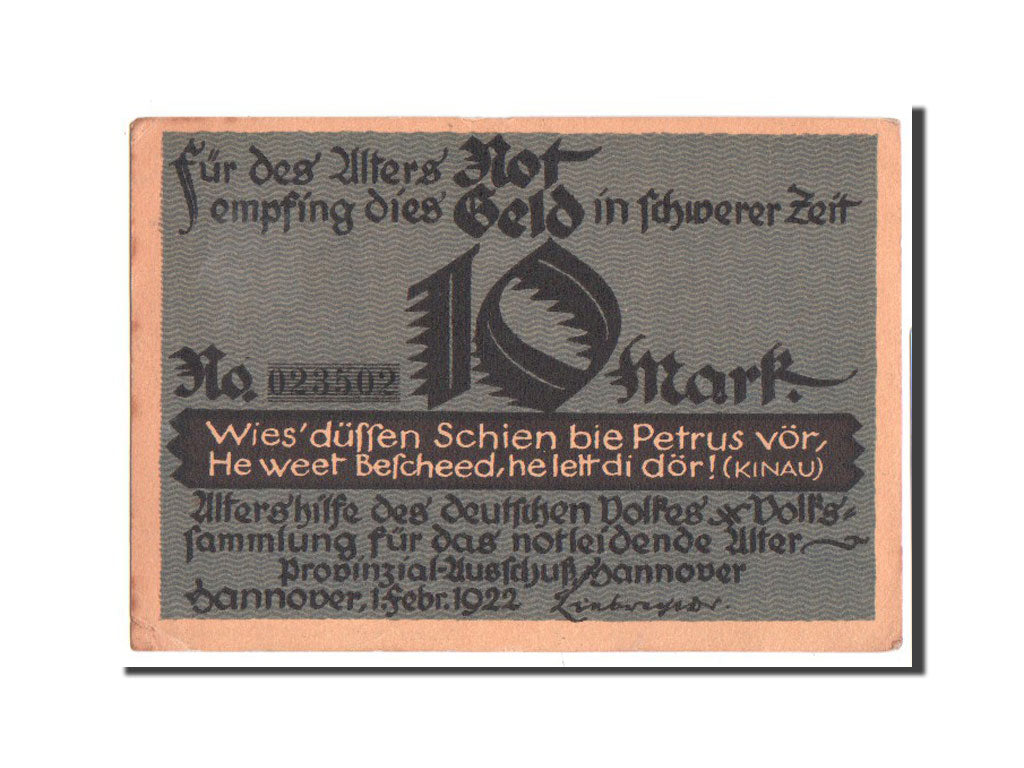 Für des Alters Not
empfing dies Geld in schwerer Zeit
10
No. 023502 Mark.
Wies' düſſen Schien bie Petrus vör,
He weet Beſcheed, he lett di dör! (KINAU)
Altershilfe des deutſchen Volkes Volks-
ſammlung für das notleidende Alter
Provinzial-Ausſchuß Hannover
Hannover, 1. Febr. 1922